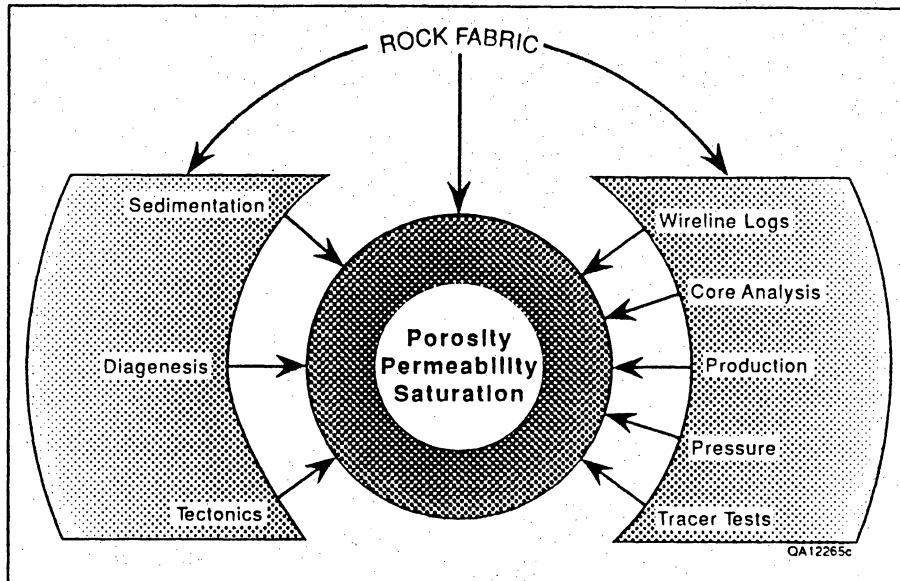 ROCK FABRIC
Sedimentation
Diagenesis
Tectonics
Porosity
Permeability
Saturation
Wireline Logs
Core Analysis
Production
Pressure
Tracer Tests
QA12265c